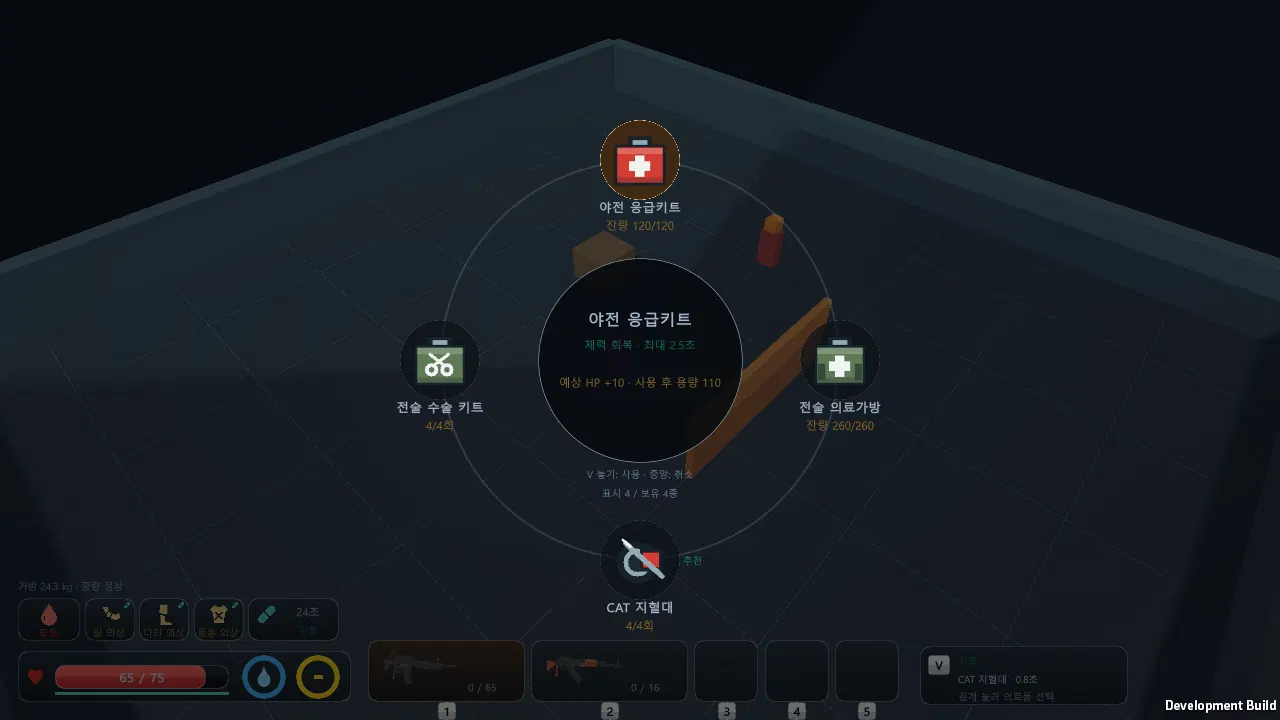 야전 응급키트
잔량 120/120
야전 응급키트
체력 회복 · 최대 2.5초
예상 HP +10 · 사용 후 용량 110
전술 수술 키트
4/4회
전술 의료가방
잔량 260/260
V 놓기: 사용 · 중앙: 취소
표시 4 / 보유 4종
추천
CAT 지혈대
4/4회
가방 24.3 kg · 중량 정상
출혈
팔 외상
다리 외상
몸통 외상
24초
진통
65 / 75
0 / 65
0 / 16
1
2
3
4
5
V
지혈
CAT 지혈대 · 0.8초
길게 눌러 의료품 선택
Development Build